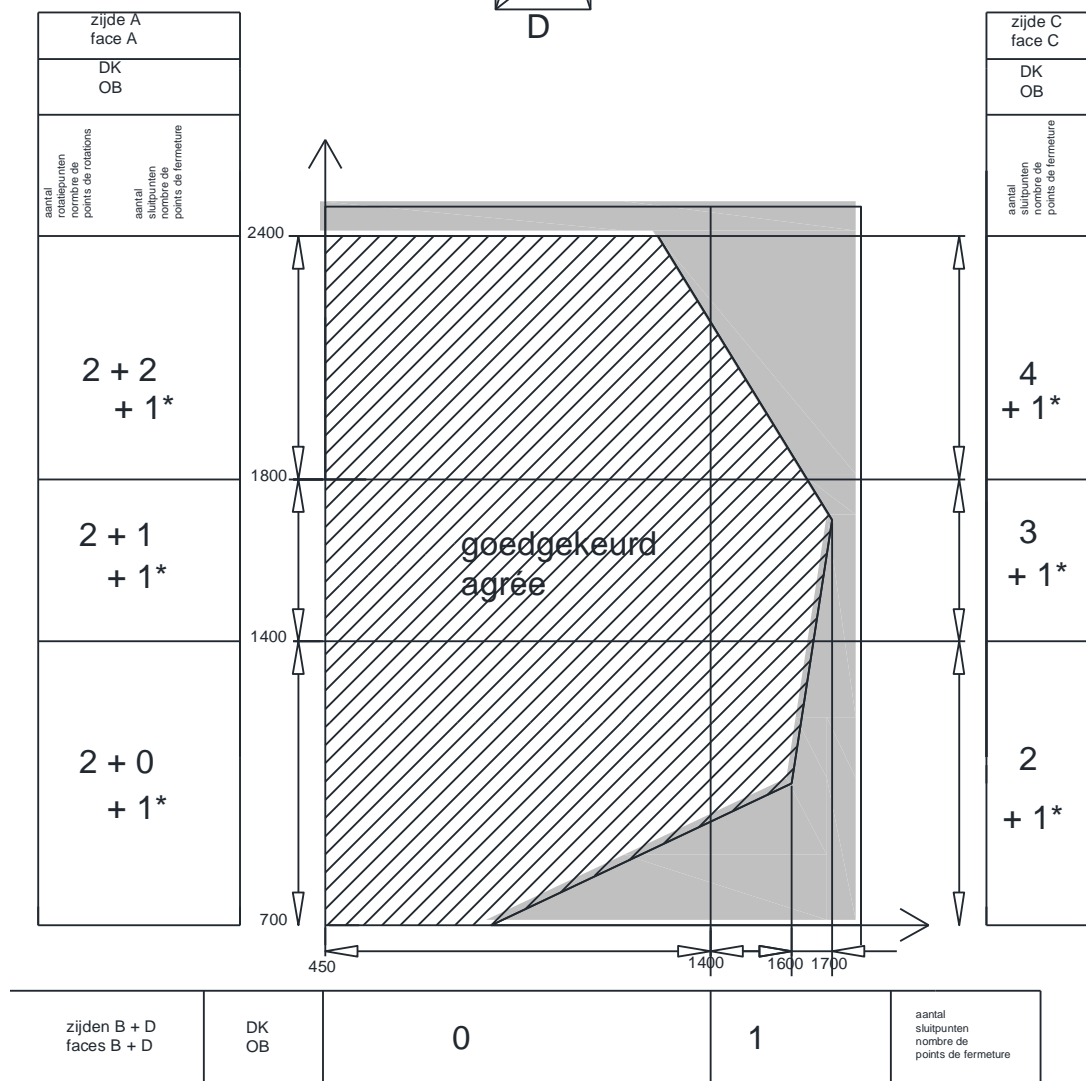 D
zijde A
face A
DK
OB
aantal
rotatiepunten
normbre de
points de rotations
aantal
sluitpunten
nombre de
points de fermeture
zijde C
face C
DK
OB
aantal
sluitpunten
nombre de
points de fermeture
2400
2 + 2
+ 1*
4
+ 1*
1800
2 + 1
+ 1*
goedgekeurd
agrée
3
+ 1*
1400
2 + 0
+ 1*
2
+ 1*
700
450
1400
1600
1700
zijden B + D
faces B + D
DK
OB
0
1
aantal
sluitpunten
nombre de
points de fermeture